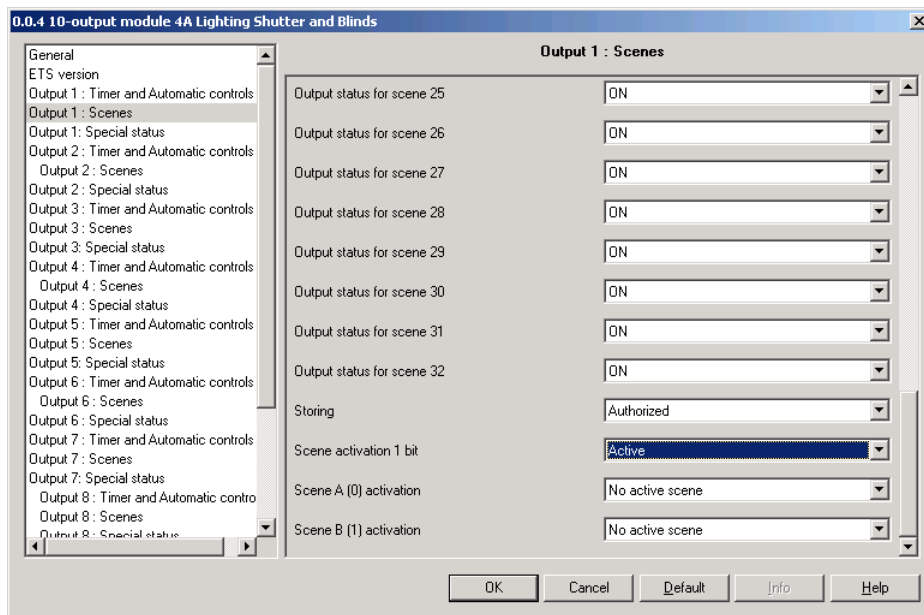 0.0.4 10-output module 4A Lighting Shutter and Blinds
General
ETS version
Output 1 : Timer and Automatic controls
Output 1 : Scenes
Output 1: Special status
Output 2 : Timer and Automatic controls
Output 2 : Scenes
Output 2 : Special status
Output 3 : Timer and Automatic controls
Output 3 : Scenes
Output 3: Special status
Output 4 : Timer and Automatic controls
Output 4 : Scenes
Output 4 : Special status
Output 5 : Timer and Automatic controls
Output 5 : Scenes
Output 5: Special status
Output 6 : Timer and Automatic controls
Output 6 : Scenes
Output 6 : Special status
Output 7 : Timer and Automatic controls
Output 7 : Scenes
Output 7: Special status
Output 8 : Timer and Automatic contro
Output 8 : Scenes
Output 8 : Special status
Output 1 : Scenes
Output status for scene 25 ON
Output status for scene 26 ON
Output status for scene 27 ON
Output status for scene 28 ON
Output status for scene 29 ON
Output status for scene 30 ON
Output status for scene 31 ON
Output status for scene 32 ON
Storing Authorized
Scene activation 1 bit Active
Scene A (0) activation No active scene
Scene B (1) activation No active scene
OK Cancel Default Info Help